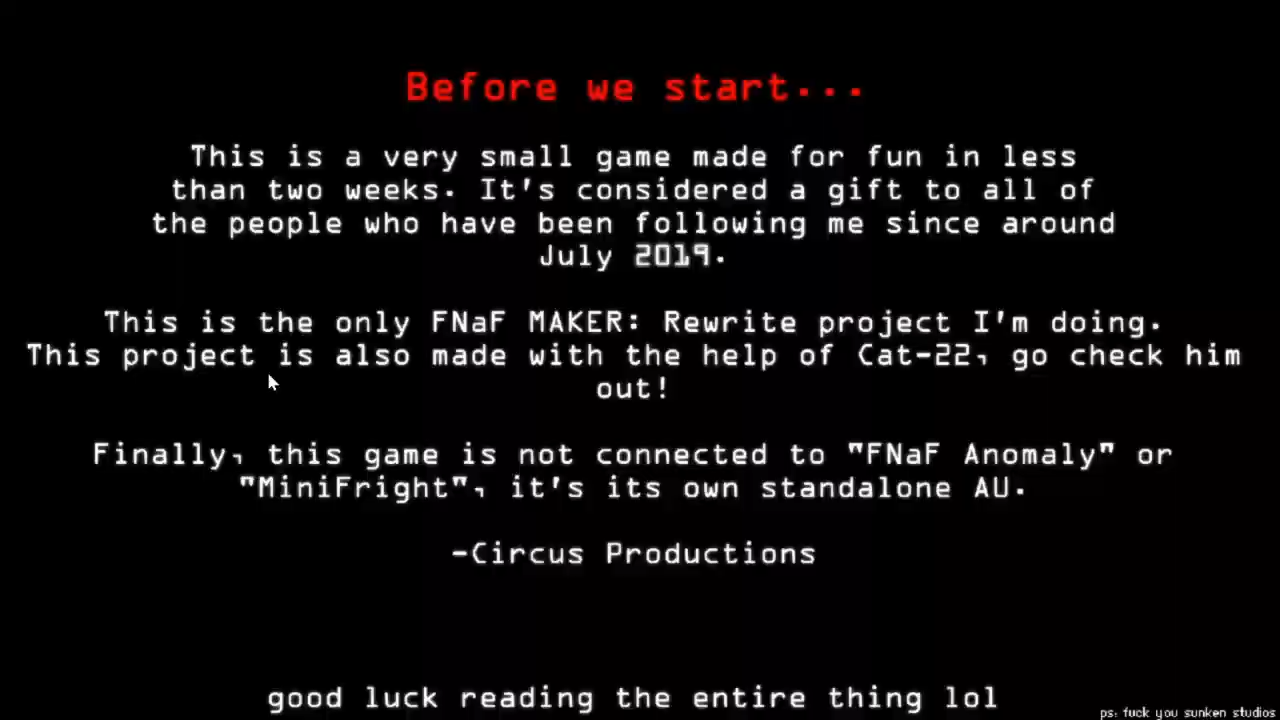 Before we start...
This is a very small game made for fun in less
than two weeks. It's considered a gift to all of
the people who have been following me since around
July 2019.
This is the only FNaF MAKER: Rewrite project I'm doing.
This project is also made with the help of Cat-22, go check him
out!
Finally, this game is not connected to "FNaF Anomaly" or
"MiniFright", it's its own standalone AU.
-Circus Productions
good luck reading the entire thing lol
ps: fuck you sunken studios